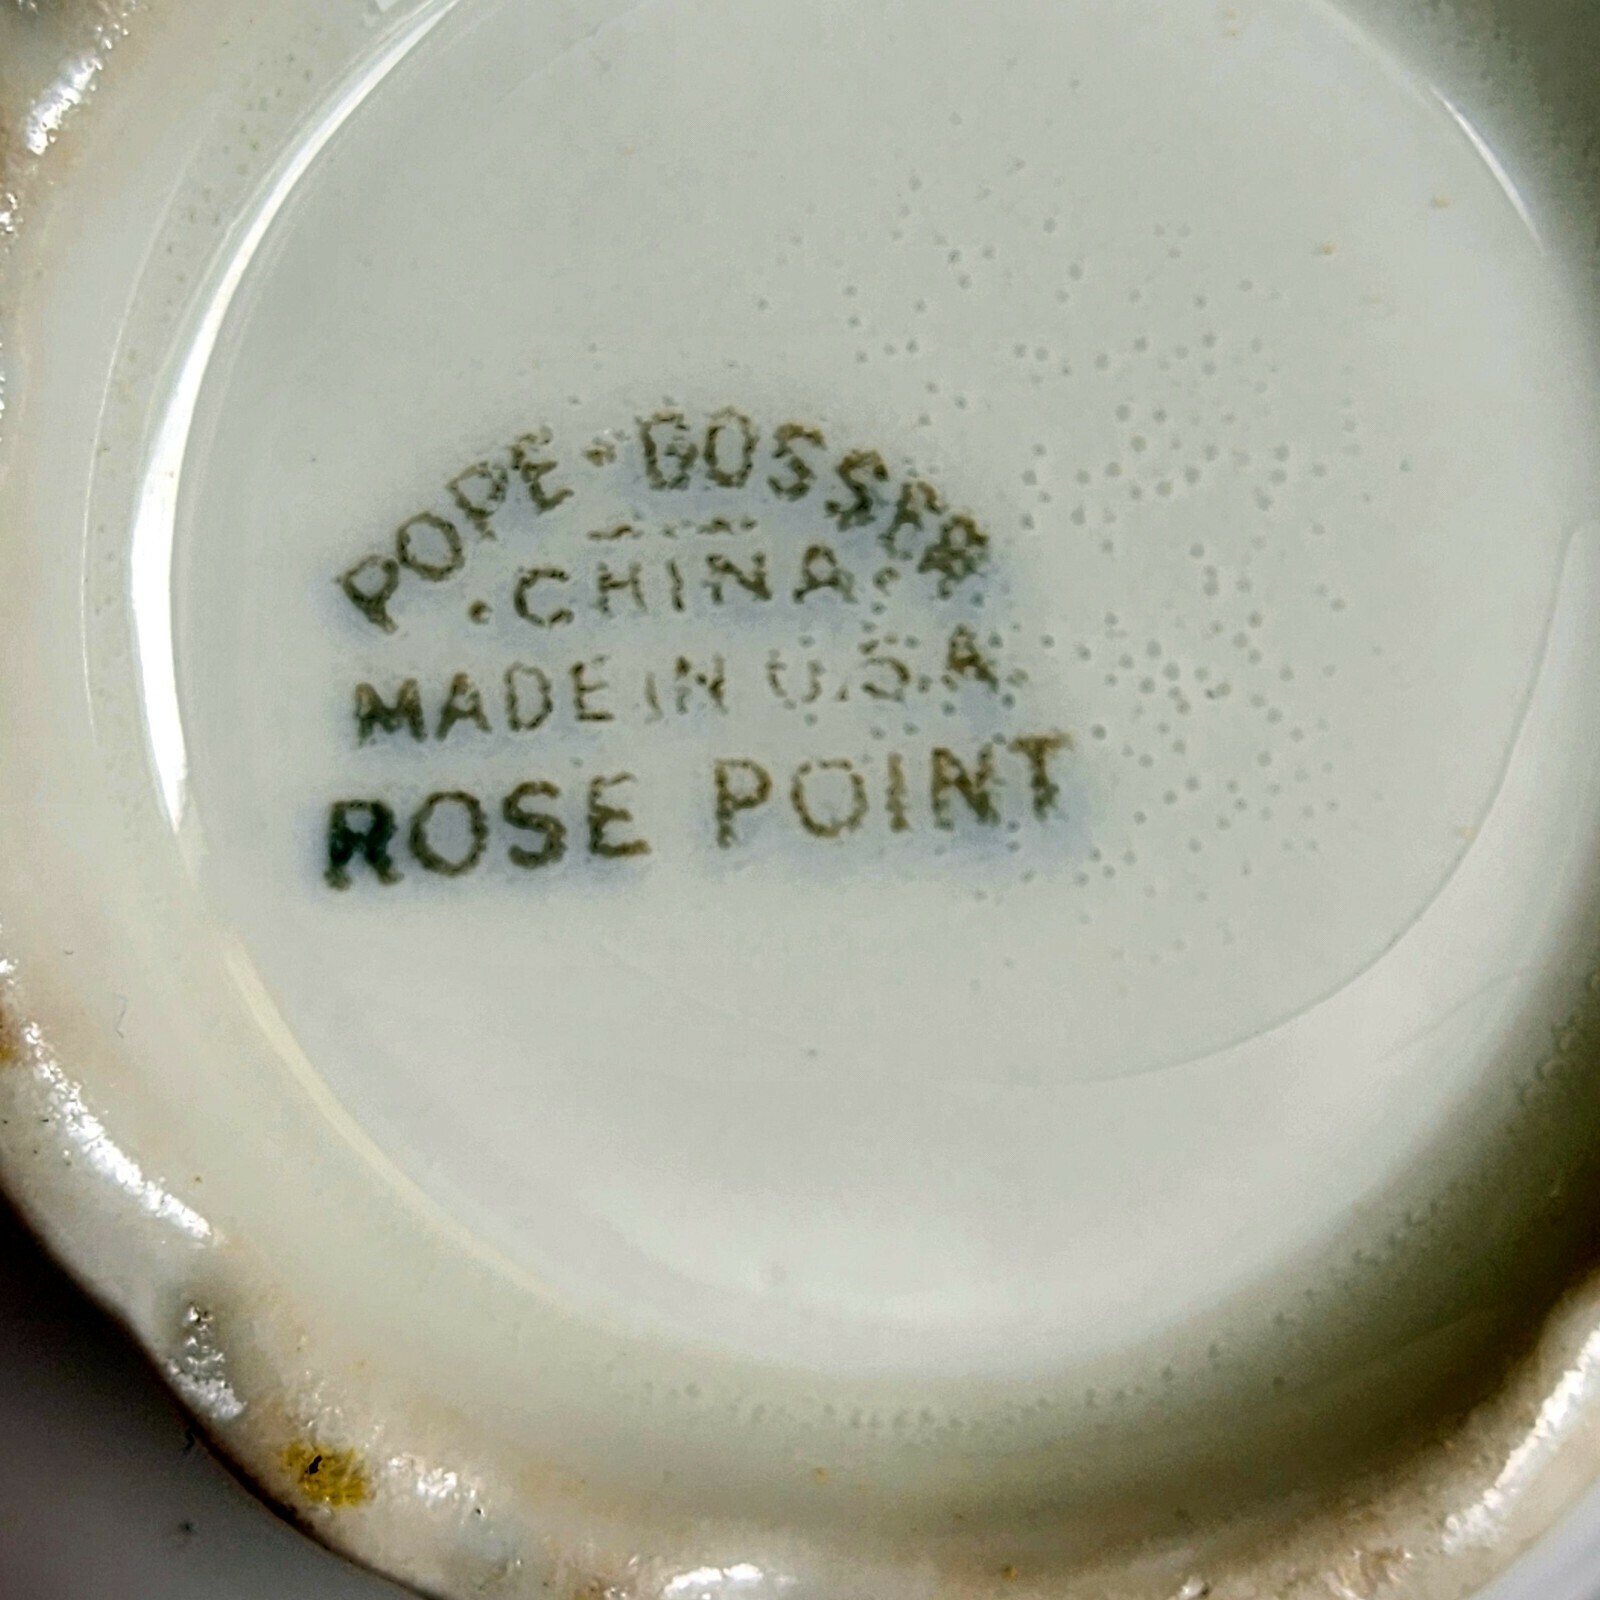 POPE-GOSSER
·CHINA·
MADE IN U.S.A.
ROSE POINT